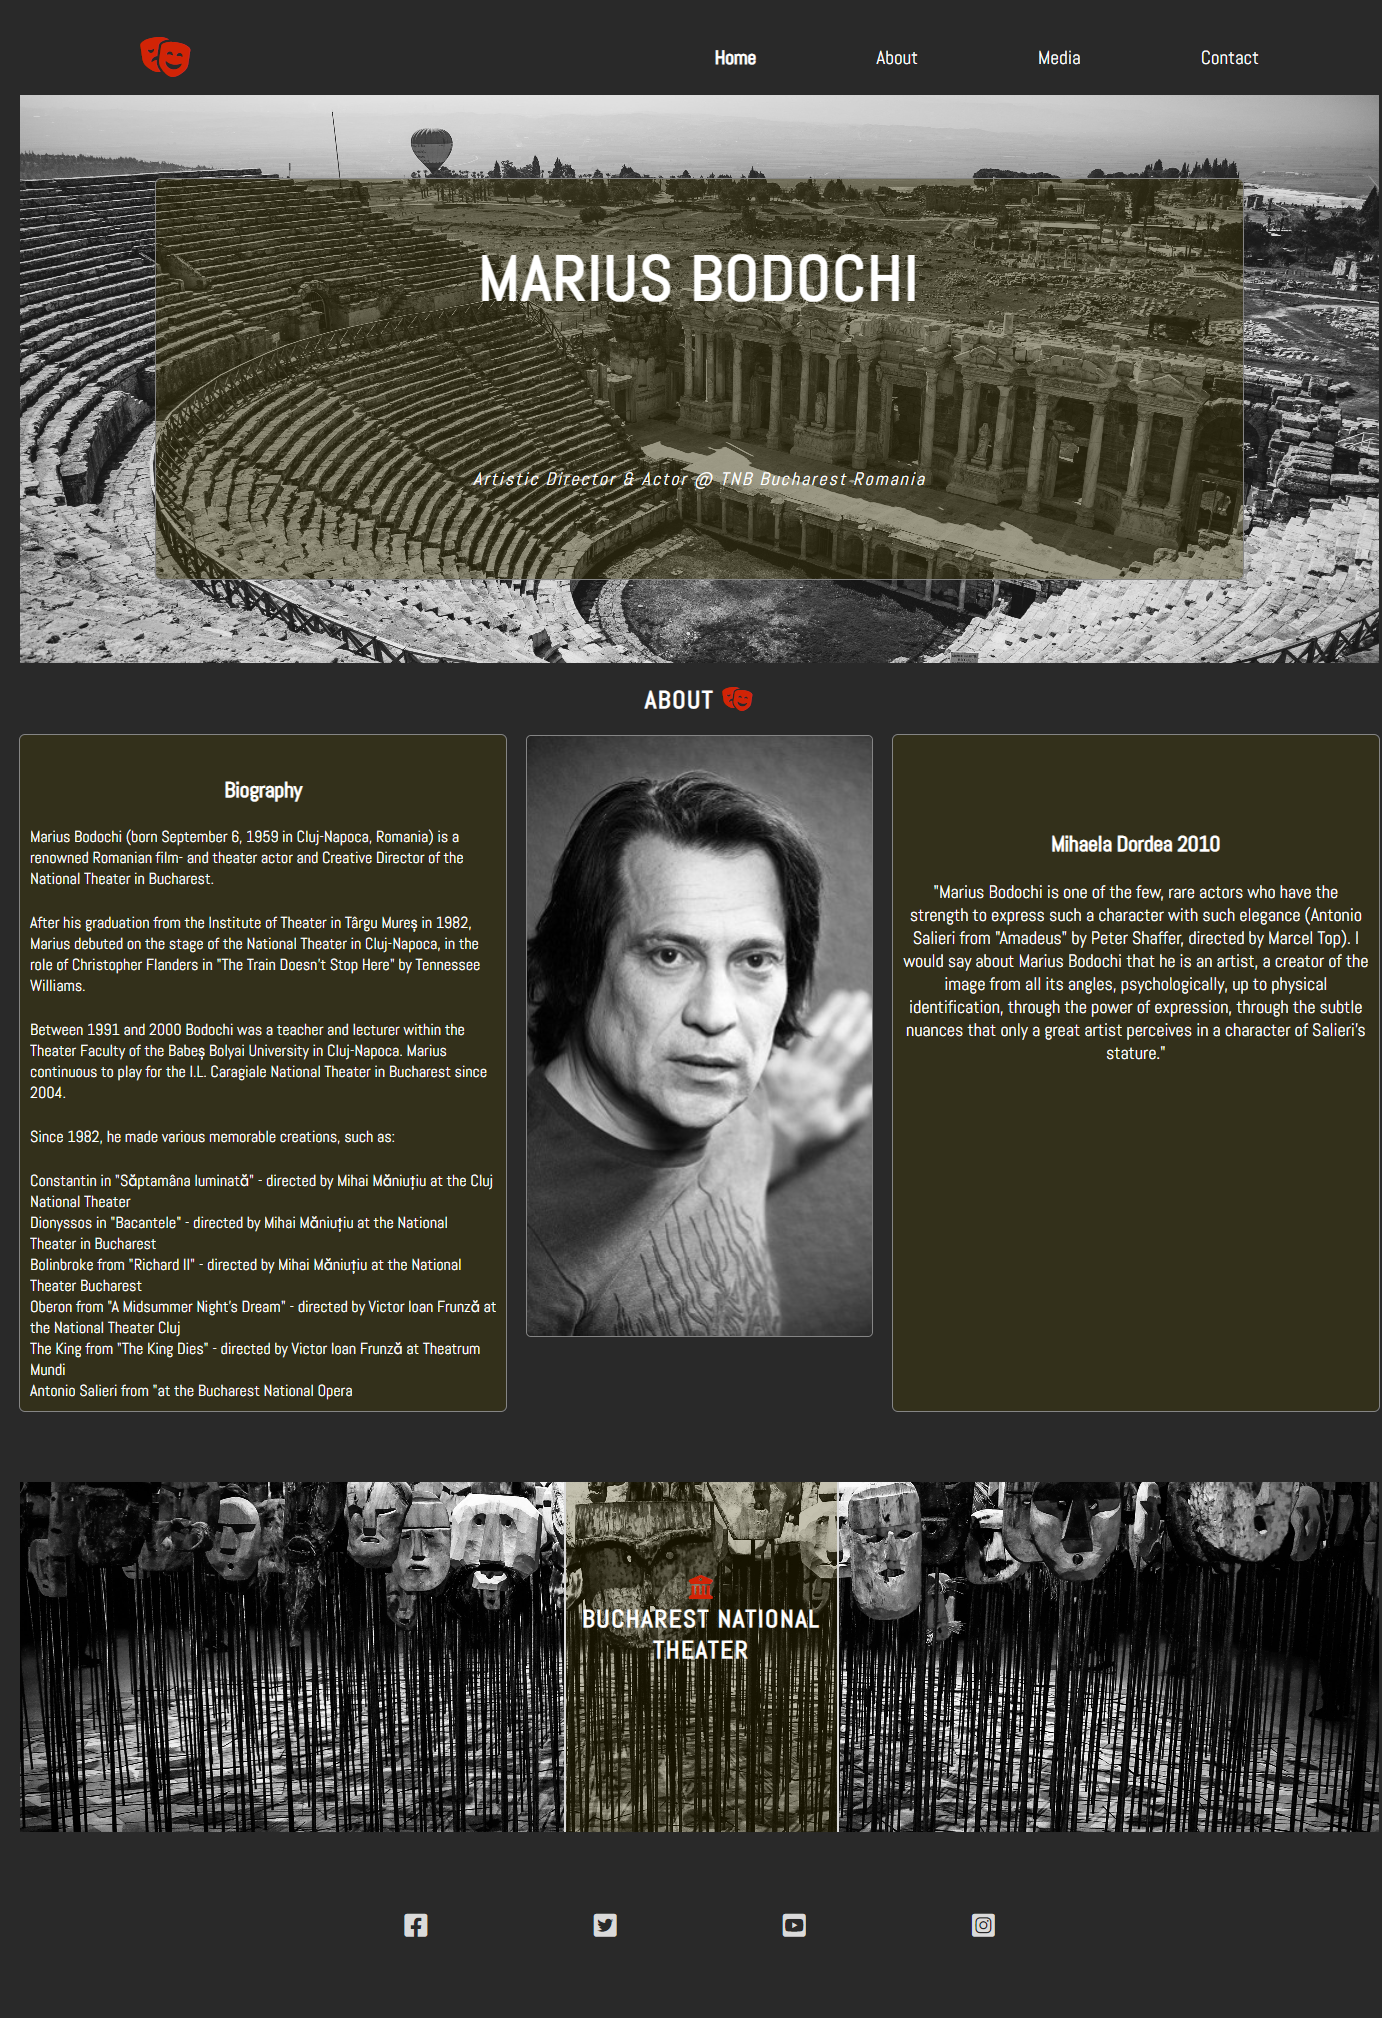 Home About Media Contact
MARIUS BODOCHI
Artistic Director & Actor @ TNB Bucharest Romania
ABOUT
Biography
Marius Bodochi (born September 6, 1959 in Cluj-Napoca, Romania) is a
renowned Romanian film- and theater actor and Creative Director of the
National Theater in Bucharest.
After his graduation from the Institute of Theater in Târgu Mureș in 1982,
Marius debuted on the stage of the National Theater in Cluj-Napoca, in the
role of Christopher Flanders in "The Train Doesn't Stop Here" by Tennessee
Williams.
Between 1991 and 2000 Bodochi was a teacher and lecturer within the
Theater Faculty of the Babeș Bolyai University in Cluj-Napoca. Marius
continuous to play for the I.L. Caragiale National Theater in Bucharest since
2004.
Since 1982, he made various memorable creations, such as:
Constantin in "Săptamâna luminată" - directed by Mihai Măniuțiu at the Cluj
National Theater
Dionyssos in "Bacantele" - directed by Mihai Măniuțiu at the National
Theater in Bucharest
Bolinbroke from "Richard II" - directed by Mihai Măniuțiu at the National
Theater Bucharest
Oberon from "A Midsummer Night's Dream" - directed by Victor Ioan Frunză at
the National Theater Cluj
The King from "The King Dies" - directed by Victor Ioan Frunză at Theatrum
Mundi
Antonio Salieri from "at the Bucharest National Opera
Mihaela Dordea 2010
"Marius Bodochi is one of the few, rare actors who have the
strength to express such a character with such elegance (Antonio
Salieri from "Amadeus" by Peter Shaffer, directed by Marcel Top). I
would say about Marius Bodochi that he is an artist, a creator of the
image from all its angles, psychologically, up to physical
identification, through the power of expression, through the subtle
nuances that only a great artist perceives in a character of Salieri's
stature."
BUCHAREST NATIONAL
THEATER